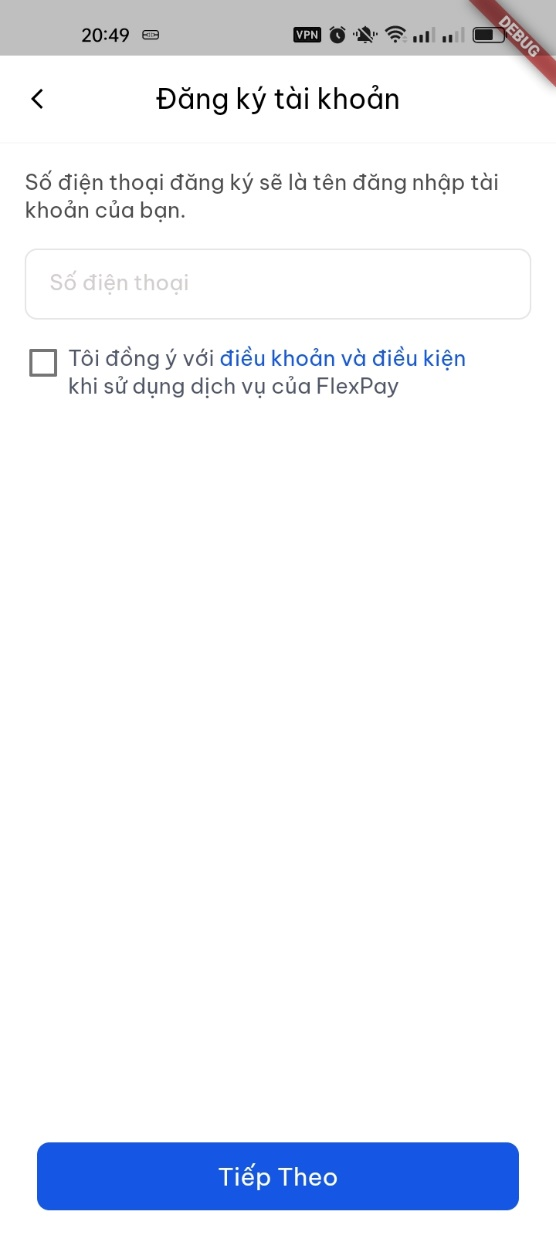 20:49
VPN
DEBUG
Đăng ký tài khoản
Số điện thoại đăng ký sẽ là tên đăng nhập tài
khoản của bạn.
Số điện thoại
Tôi đồng ý với điều khoản và điều kiện
khi sử dụng dịch vụ của FlexPay
Tiếp Theo